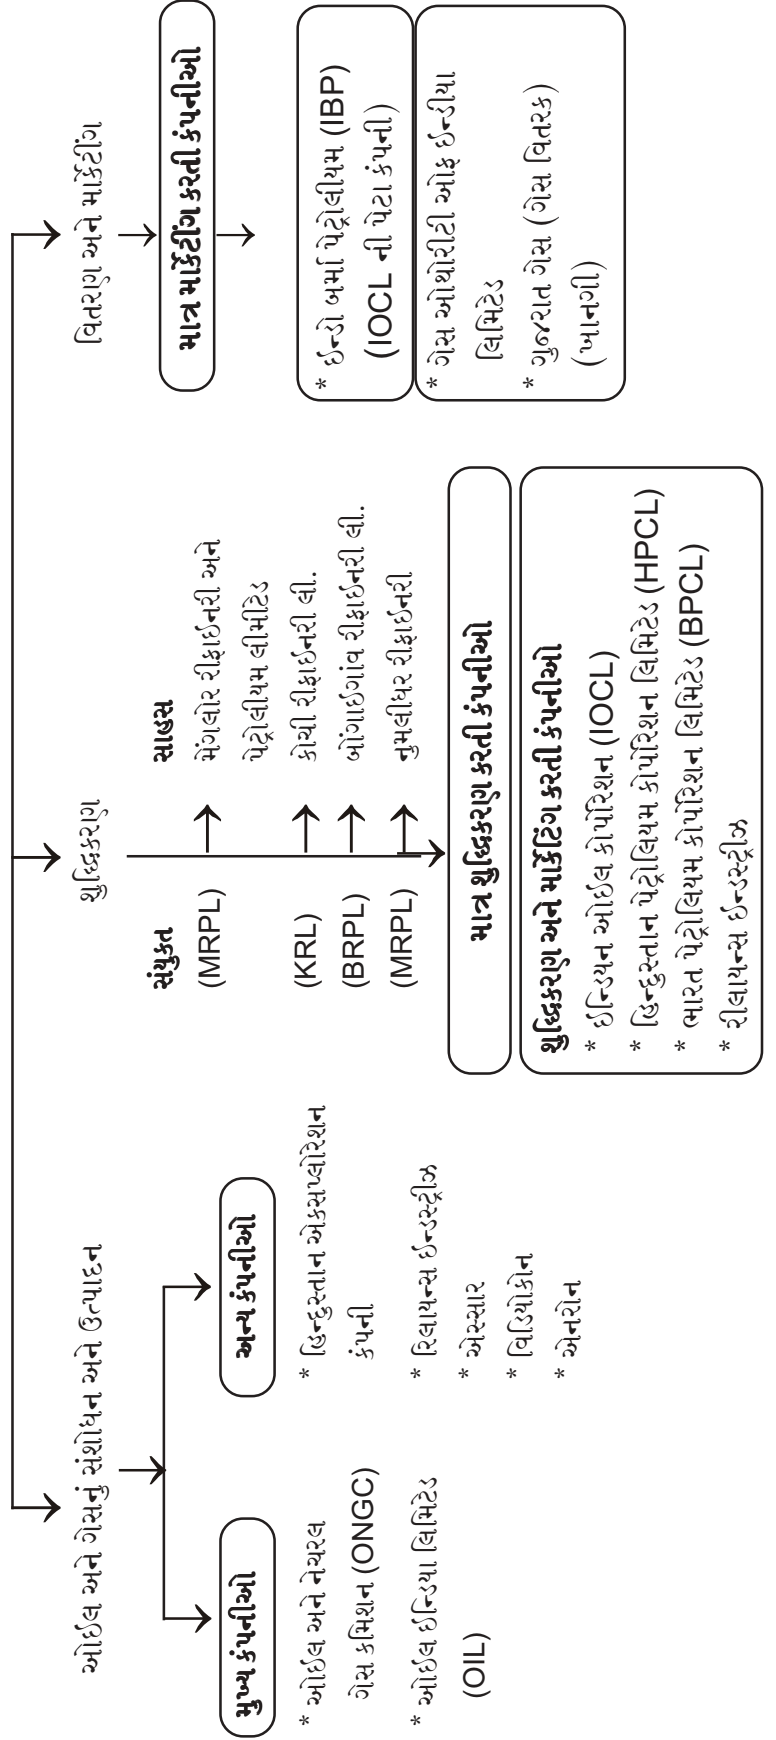 ઓઈલ અને ગેસનું સંશોધન અને ઉત્પાદન
મુખ્ય કંપનીઓ
* ઓઈલ અને નેચરલ
ગેસ કમિશન (ONGC)
* ઓઈલ ઈન્ડિયા લિમિટેડ
(OIL)
અન્ય કંપનીઓ
* હિન્દુસ્તાન એકસપ્લોરેશન
કંપની
* રિલાયન્સ ઈન્ડસ્ટ્રીઝ
* એસ્સાર
* વિડિયોકોન
* એનરોન
શુદ્ધિકરણ
સંયુકત સાહસ
(MRPL) મંગલોર રીફાઈનરી અને
પેટ્રોલીયમ લીમીટેડ
(KRL) કોચી રીફાઈનરી લી.
(BRPL) બોંગાઈગાંવ રીફાઈનરી લી.
(MRPL) નુમલીધર રીફાઈનરી
માત્ર શુદ્ધિકરણ કરતી કંપનીઓ
શુદ્ધિકરણ અને માર્કેટિંગ કરતી કંપનીઓ
* ઈન્ડિયન ઓઈલ કોર્પોરેશન (IOCL)
* હિન્દુસ્તાન પેટ્રોલિયમ કોર્પોરેશન લિમિટેડ (HPCL)
* ભારત પેટ્રોલિયમ કોર્પોરેશન લિમિટેડ (BPCL)
* રીલાયન્સ ઈન્ડસ્ટ્રીઝ
વિતરણ અને માર્કેટીંગ
માત્ર માર્કેટીંગ કરતી કંપનીઓ
* ઈન્ડો બર્મા પેટ્રોલીયમ (IBP)
(IOCL ની પેટા કંપની)
* ગેસ ઓથોરીટી ઓફ ઈન્ડીયા
લિમિટેડ
* ગુજરાત ગેસ (ગેસ વિતરક)
(ખાનગી)